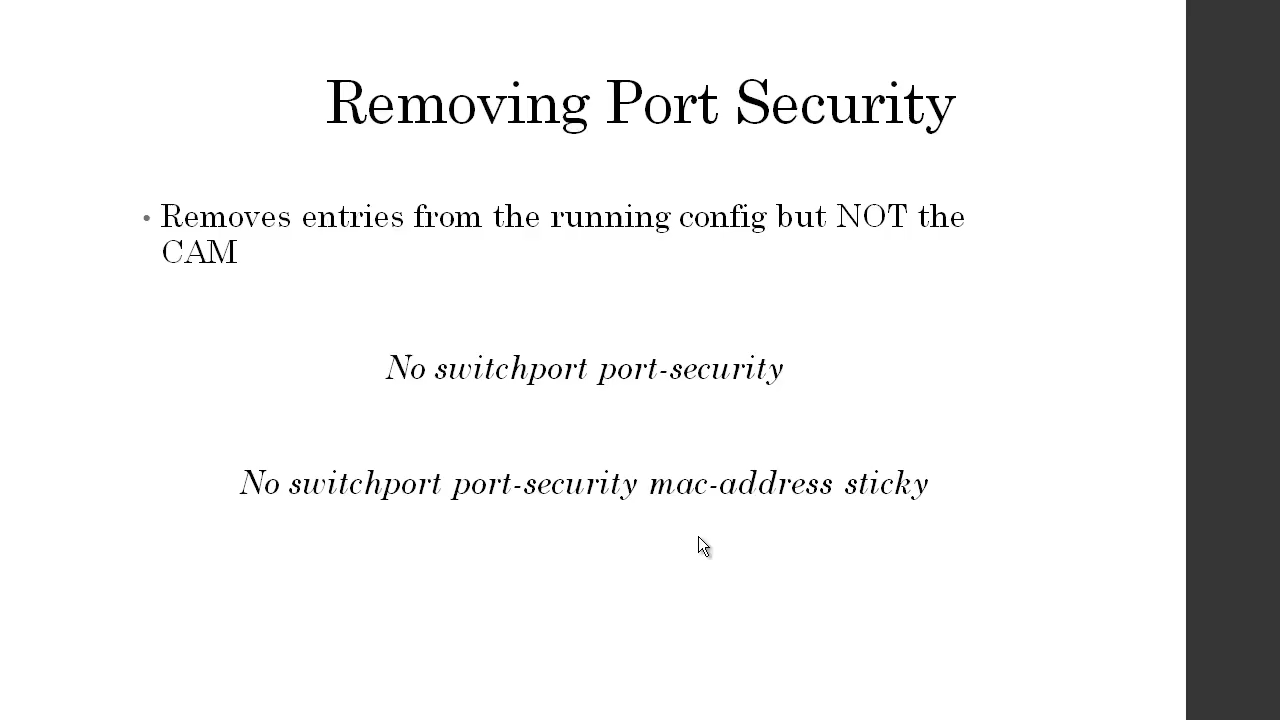 Removing Port Security
• Removes entries from the running config but NOT the
CAM
No switchport port-security
No switchport port-security mac-address sticky